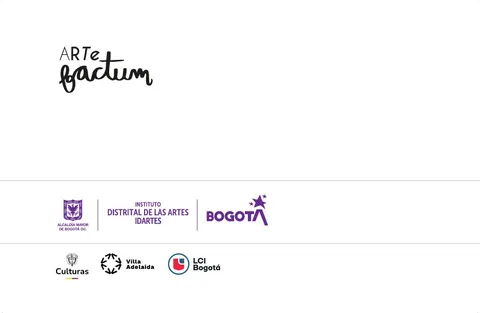 ARTe
factum
ALCALDÍA MAYOR
DE BOGOTÁ D.C.
INSTITUTO
DISTRITAL DE LAS ARTES
IDARTES
BOGOTÁ
Culturas
Villa
Adelaida
LCI
Bogotá